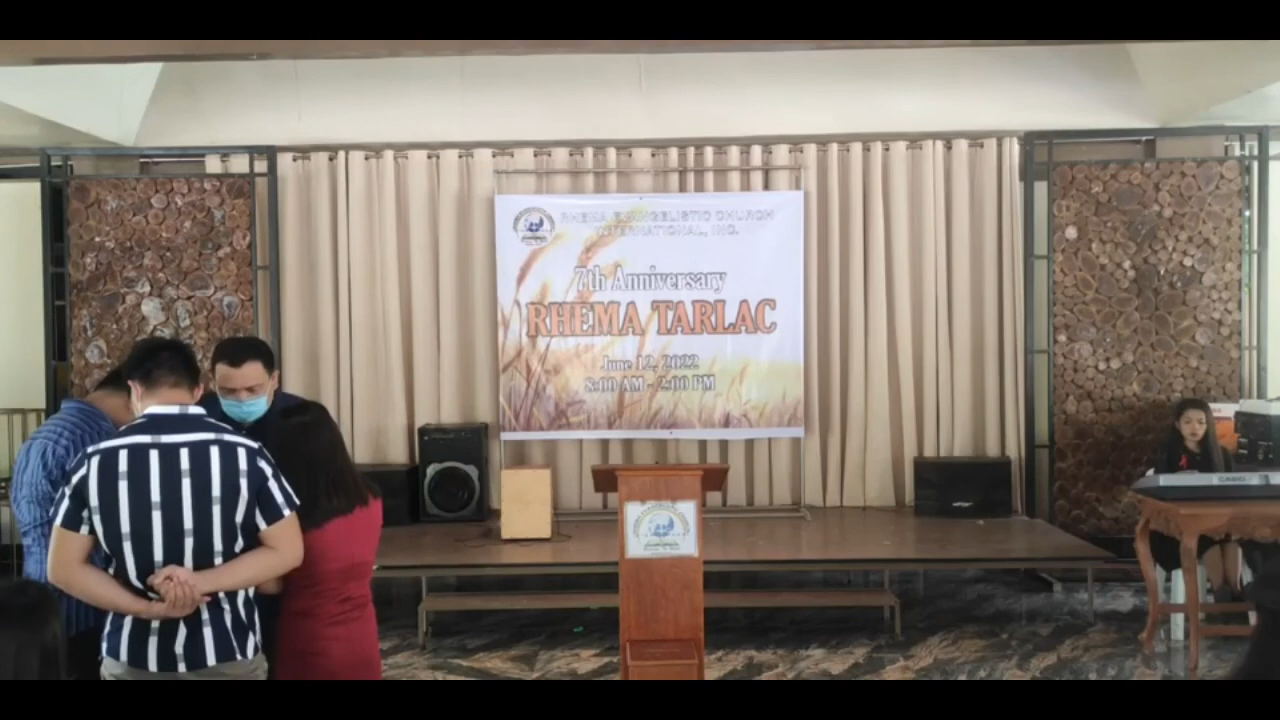 RHEMA EVANGELISTIC CHURCH
INTERNATIONAL, INC.
7th Anniversary
RHEMA TARLAC
June 12, 2022
8:00 AM - 2:00 PM
CASIO